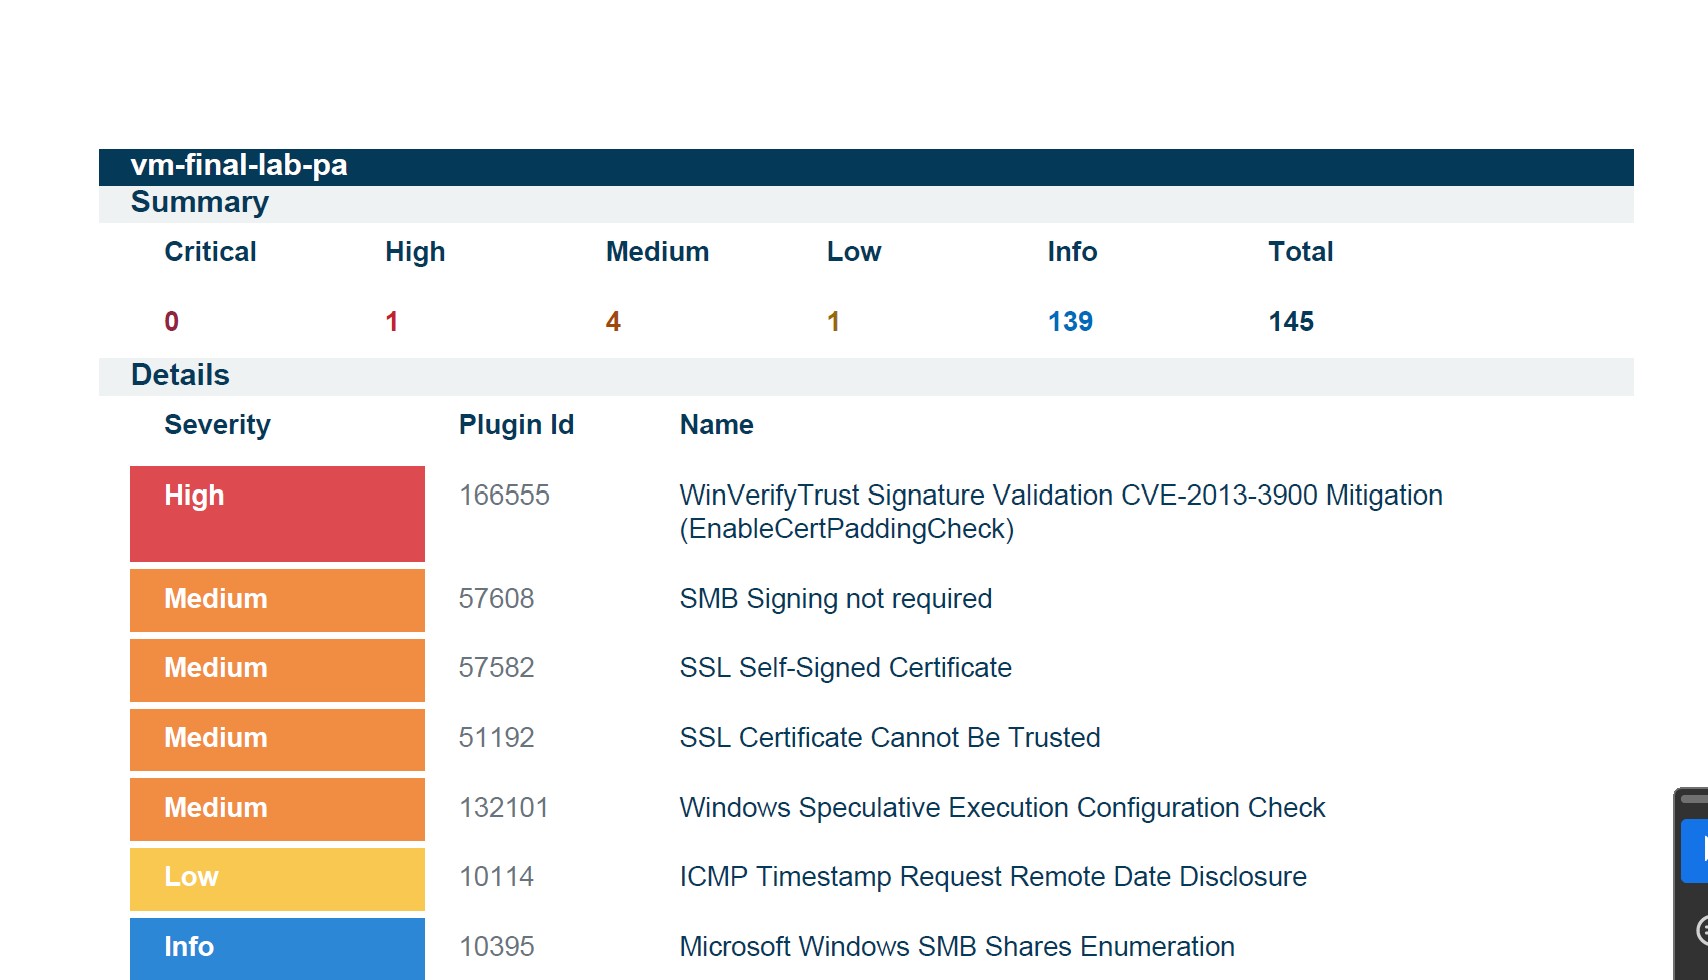 vm-final-lab-pa
Summary
Critical High Medium Low Info Total
0 1 4 1 139 145
Details
Severity Plugin Id Name
High 166555 WinVerifyTrust Signature Validation CVE-2013-3900 Mitigation
(EnableCertPaddingCheck)
Medium 57608 SMB Signing not required
Medium 57582 SSL Self-Signed Certificate
Medium 51192 SSL Certificate Cannot Be Trusted
Medium 132101 Windows Speculative Execution Configuration Check
Low 10114 ICMP Timestamp Request Remote Date Disclosure
Info 10395 Microsoft Windows SMB Shares Enumeration